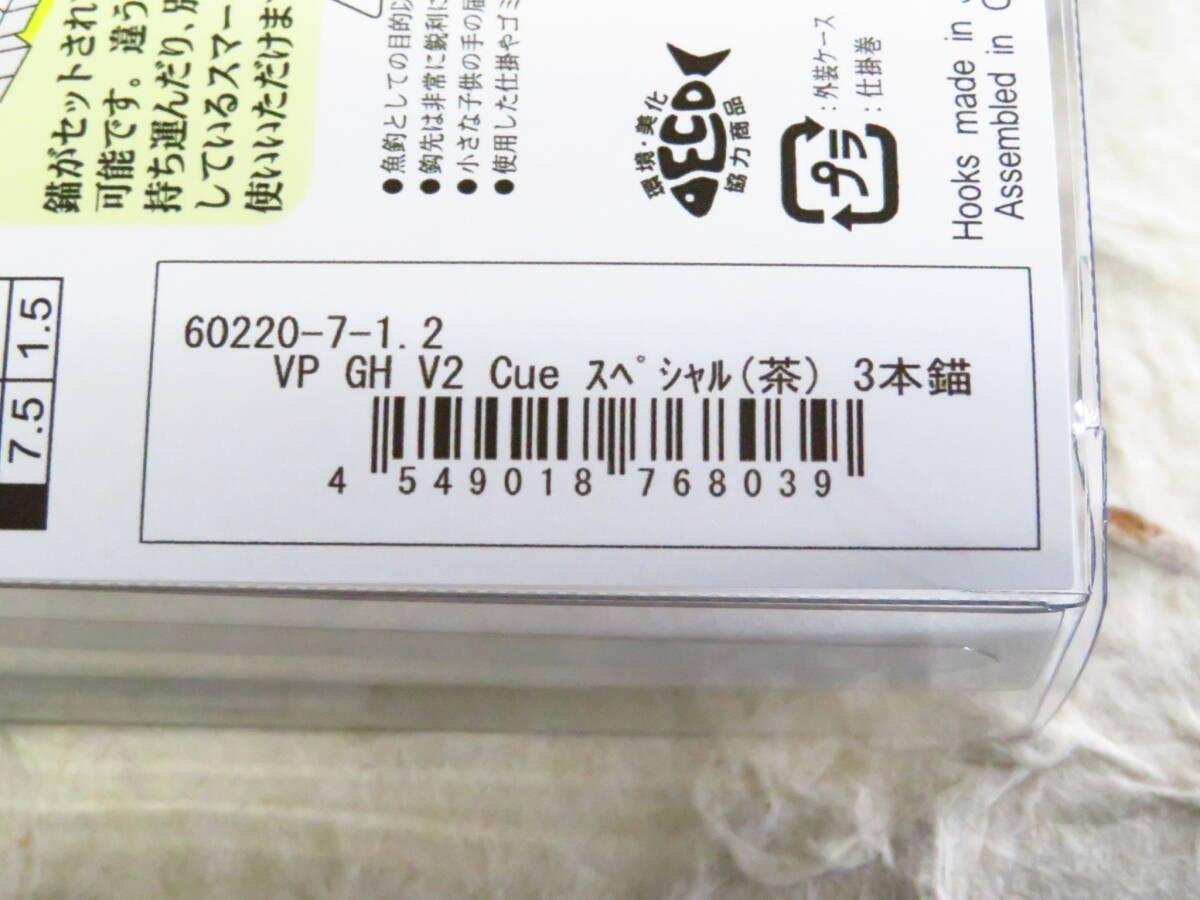 錨がセットされ
可能です。違う
持ち運んだり、別
しているスマー
使いいただけま
●魚釣としての目的以
●鈎先は非常に鋭利に
●小さな子供の手の届
●使用した仕掛やゴミ
環境・美化
ECO
協力商品
プラ
:外装ケース
:仕掛巻
Hooks made in
Assembled in
1.5
7.5
60220-7-1.2
VP GH V2 Cue ｽﾍﾟｼｬﾙ(茶) 3本錨
4 549018 768039